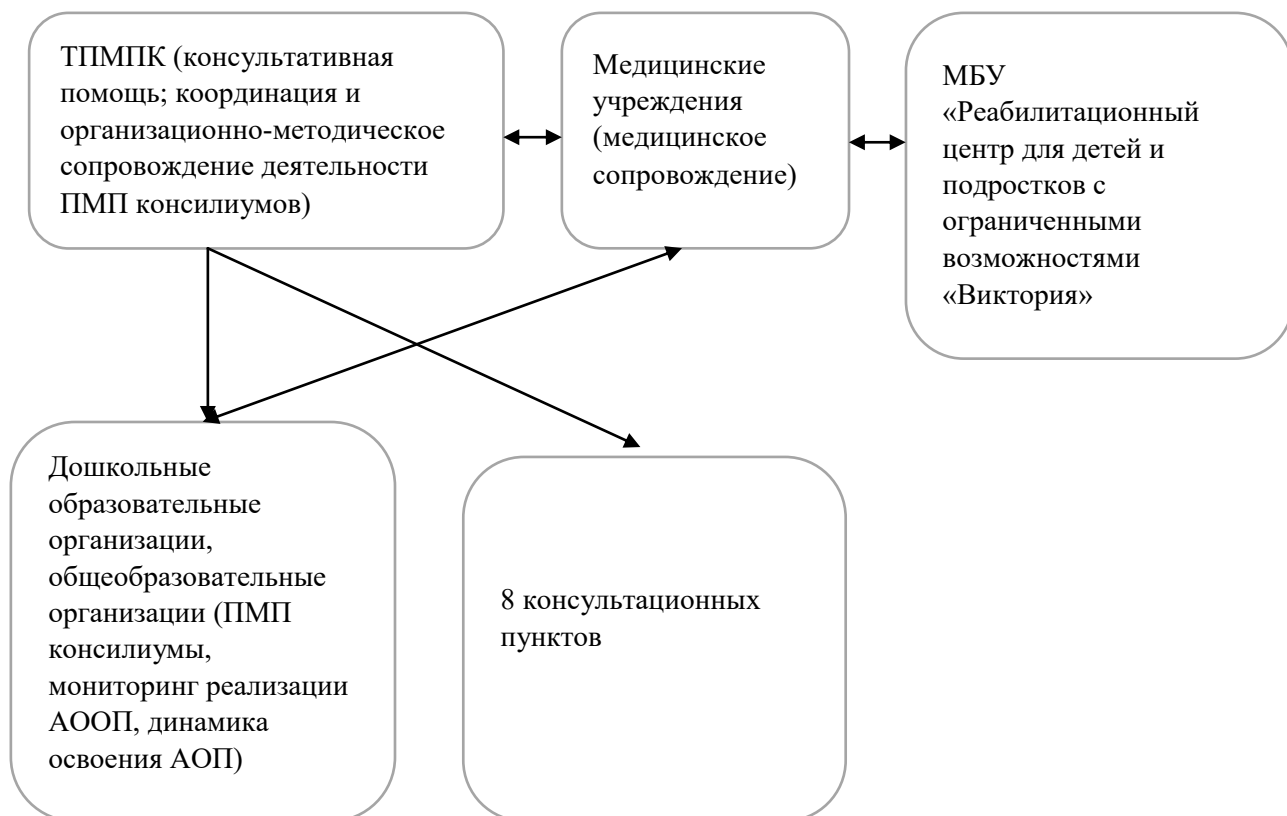 ТПМПК (консультативная
помощь; координация и
организационно-методическое
сопровождение деятельности
ПМП консилиумов)
Медицинские
учреждения
(медицинское
сопровождение)
МБУ
«Реабилитационный
центр для детей и
подростков с
ограниченными
возможностями
«Виктория»
Дошкольные
образовательные
организации,
общеобразовательные
организации (ПМП
консилиумы,
мониторинг реализации
АООП, динамика
освоения АОП)
8 консультационных
пунктов